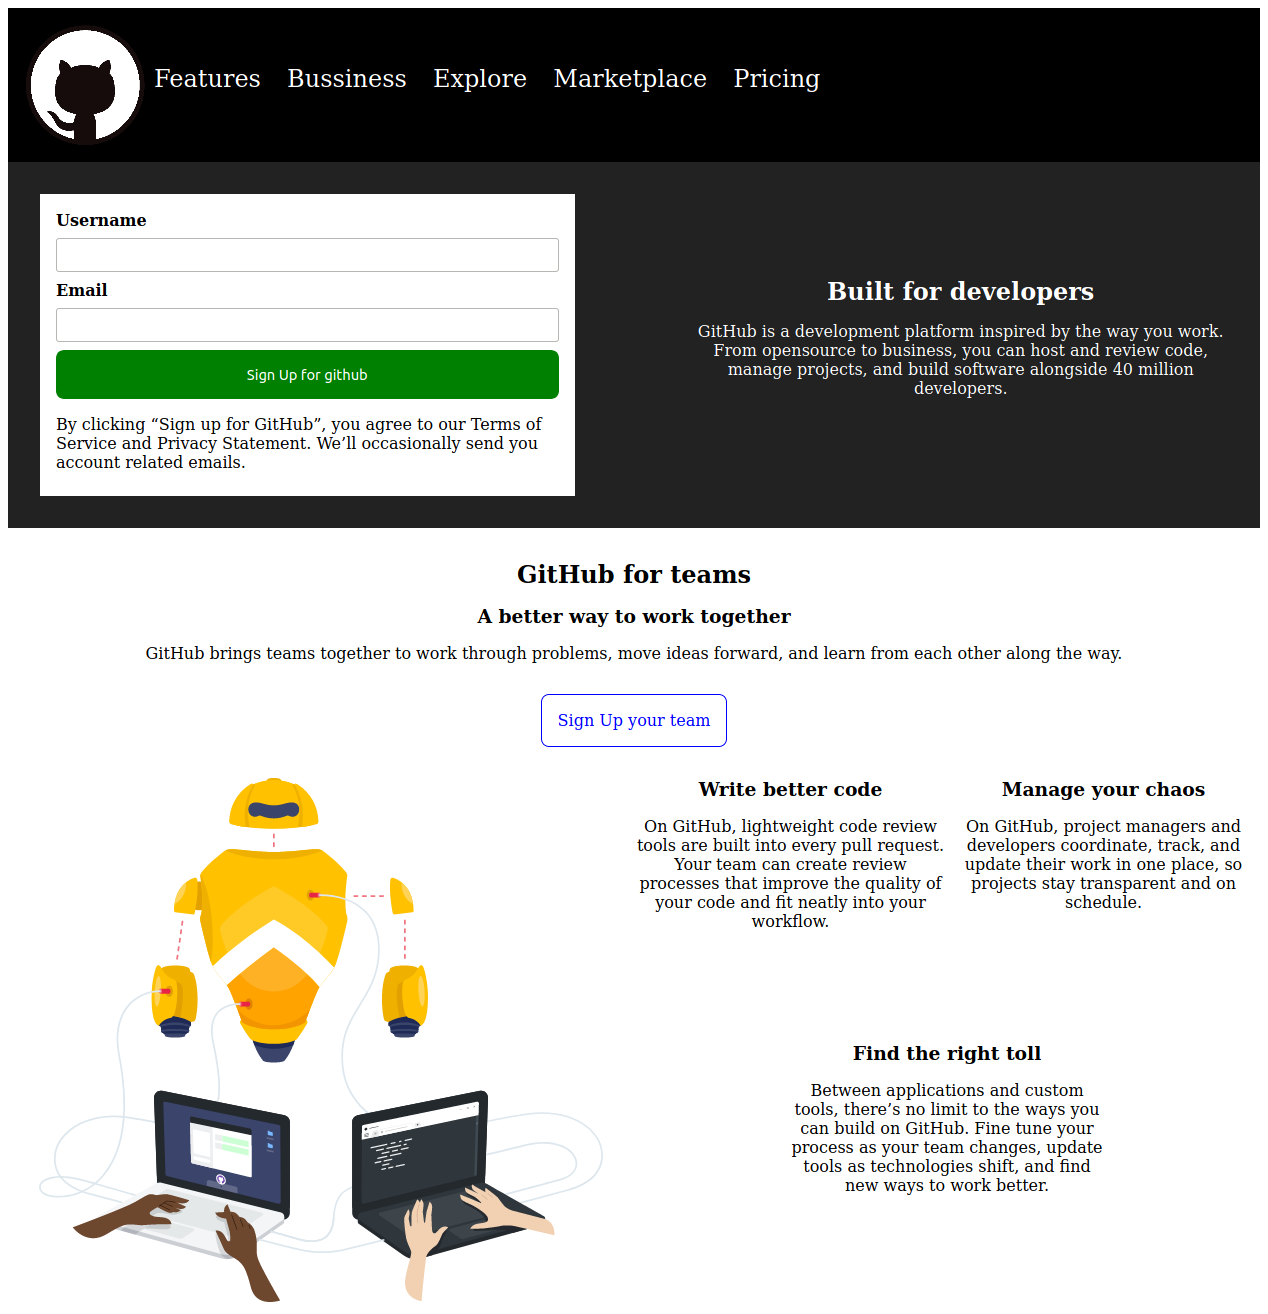 Features Bussiness Explore Marketplace Pricing
Username
Email
Sign Up for github
By clicking “Sign up for GitHub”, you agree to our Terms of
Service and Privacy Statement. We’ll occasionally send you
account related emails.
Built for developers
GitHub is a development platform inspired by the way you work.
From opensource to business, you can host and review code,
manage projects, and build software alongside 40 million
developers.
GitHub for teams
A better way to work together
GitHub brings teams together to work through problems, move ideas forward, and learn from each other along the way.
Sign Up your team
Write better code
On GitHub, lightweight code review
tools are built into every pull request.
Your team can create review
processes that improve the quality of
your code and fit neatly into your
workflow.
Manage your chaos
On GitHub, project managers and
developers coordinate, track, and
update their work in one place, so
projects stay transparent and on
schedule.
Find the right toll
Between applications and custom
tools, there’s no limit to the ways you
can build on GitHub. Fine tune your
process as your team changes, update
tools as technologies shift, and find
new ways to work better.